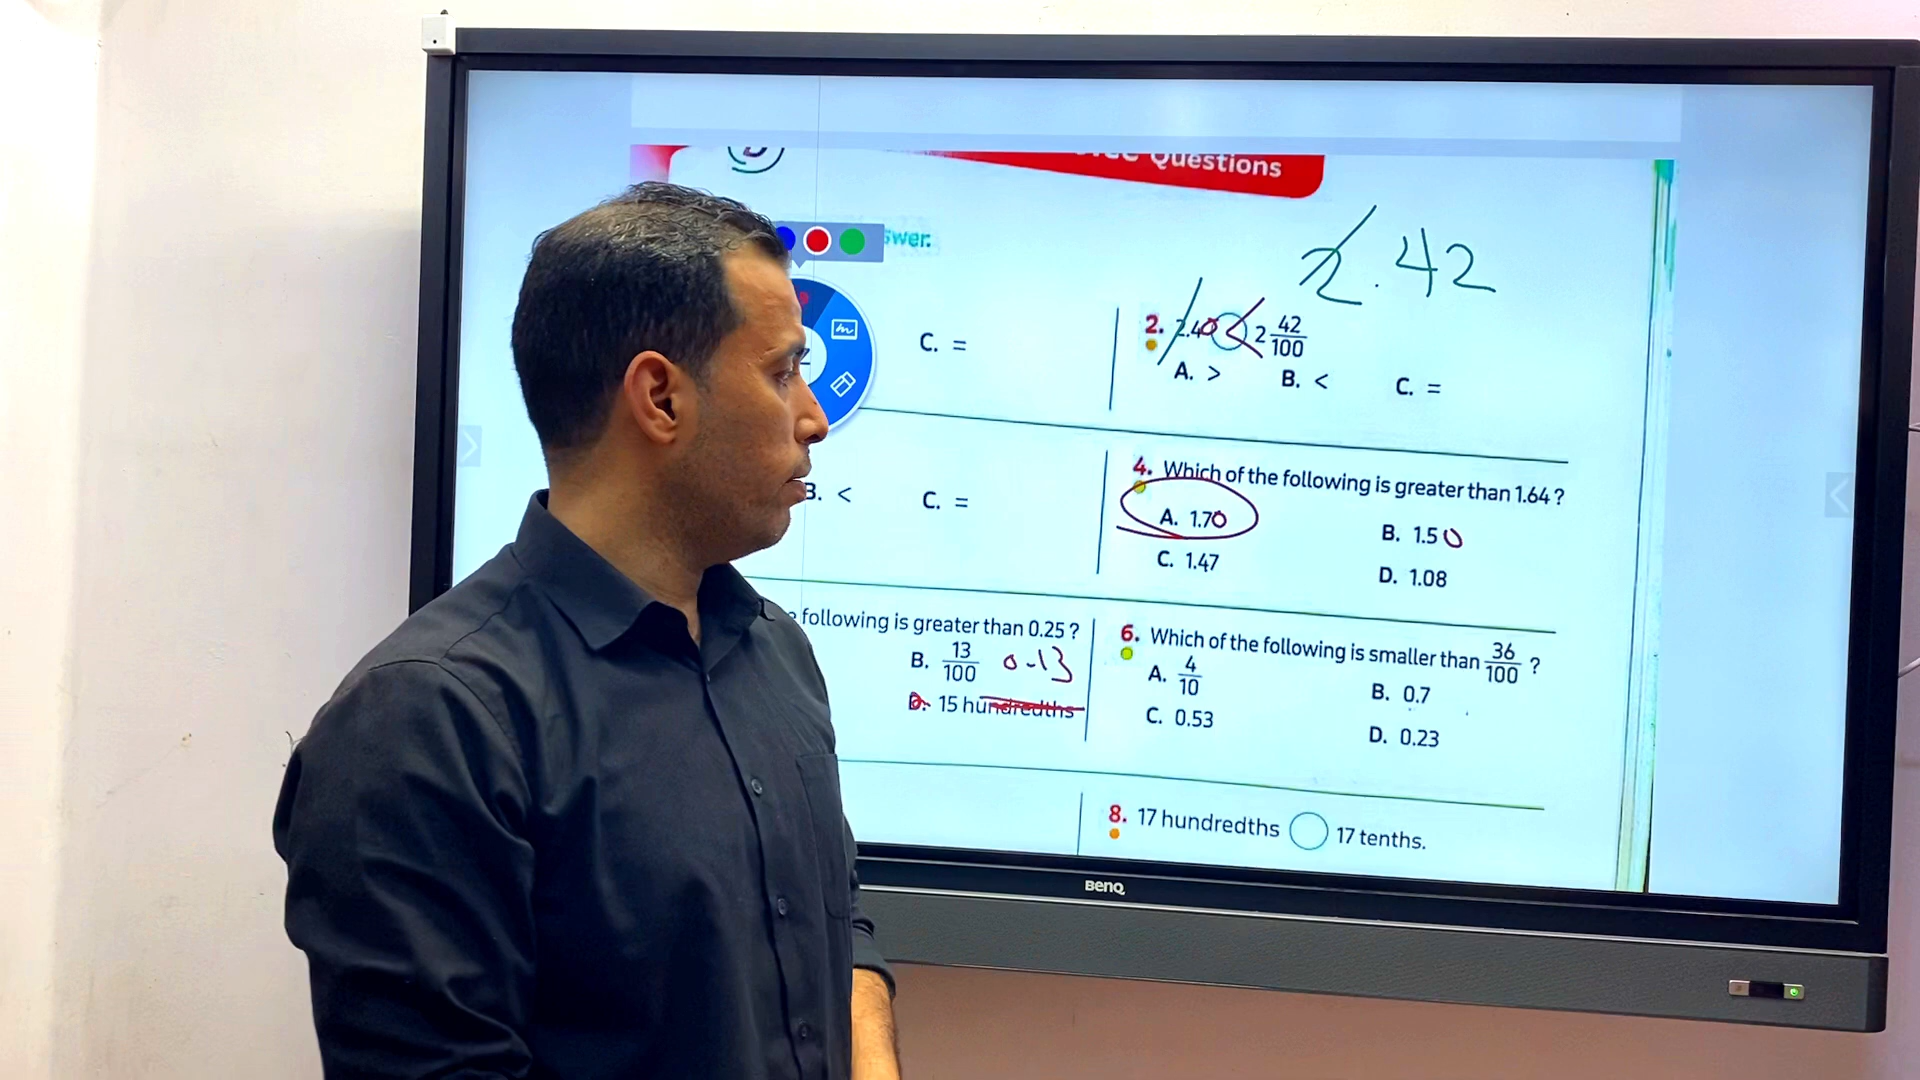 Questions
swer.
2.42
C. =
2. 2.40 < 2 42/100
A. > B. < C. =
B. < C. =
4. Which of the following is greater than 1.64 ?
A. 1.70 B. 1.50
C. 1.47 D. 1.08
following is greater than 0.25 ?
B. 13/100 0.13
D. 15 hundredths
6. Which of the following is smaller than 36/100 ?
A. 4/10 B. 0.7
C. 0.53 D. 0.23
8. 17 hundredths 17 tenths.
BenQ